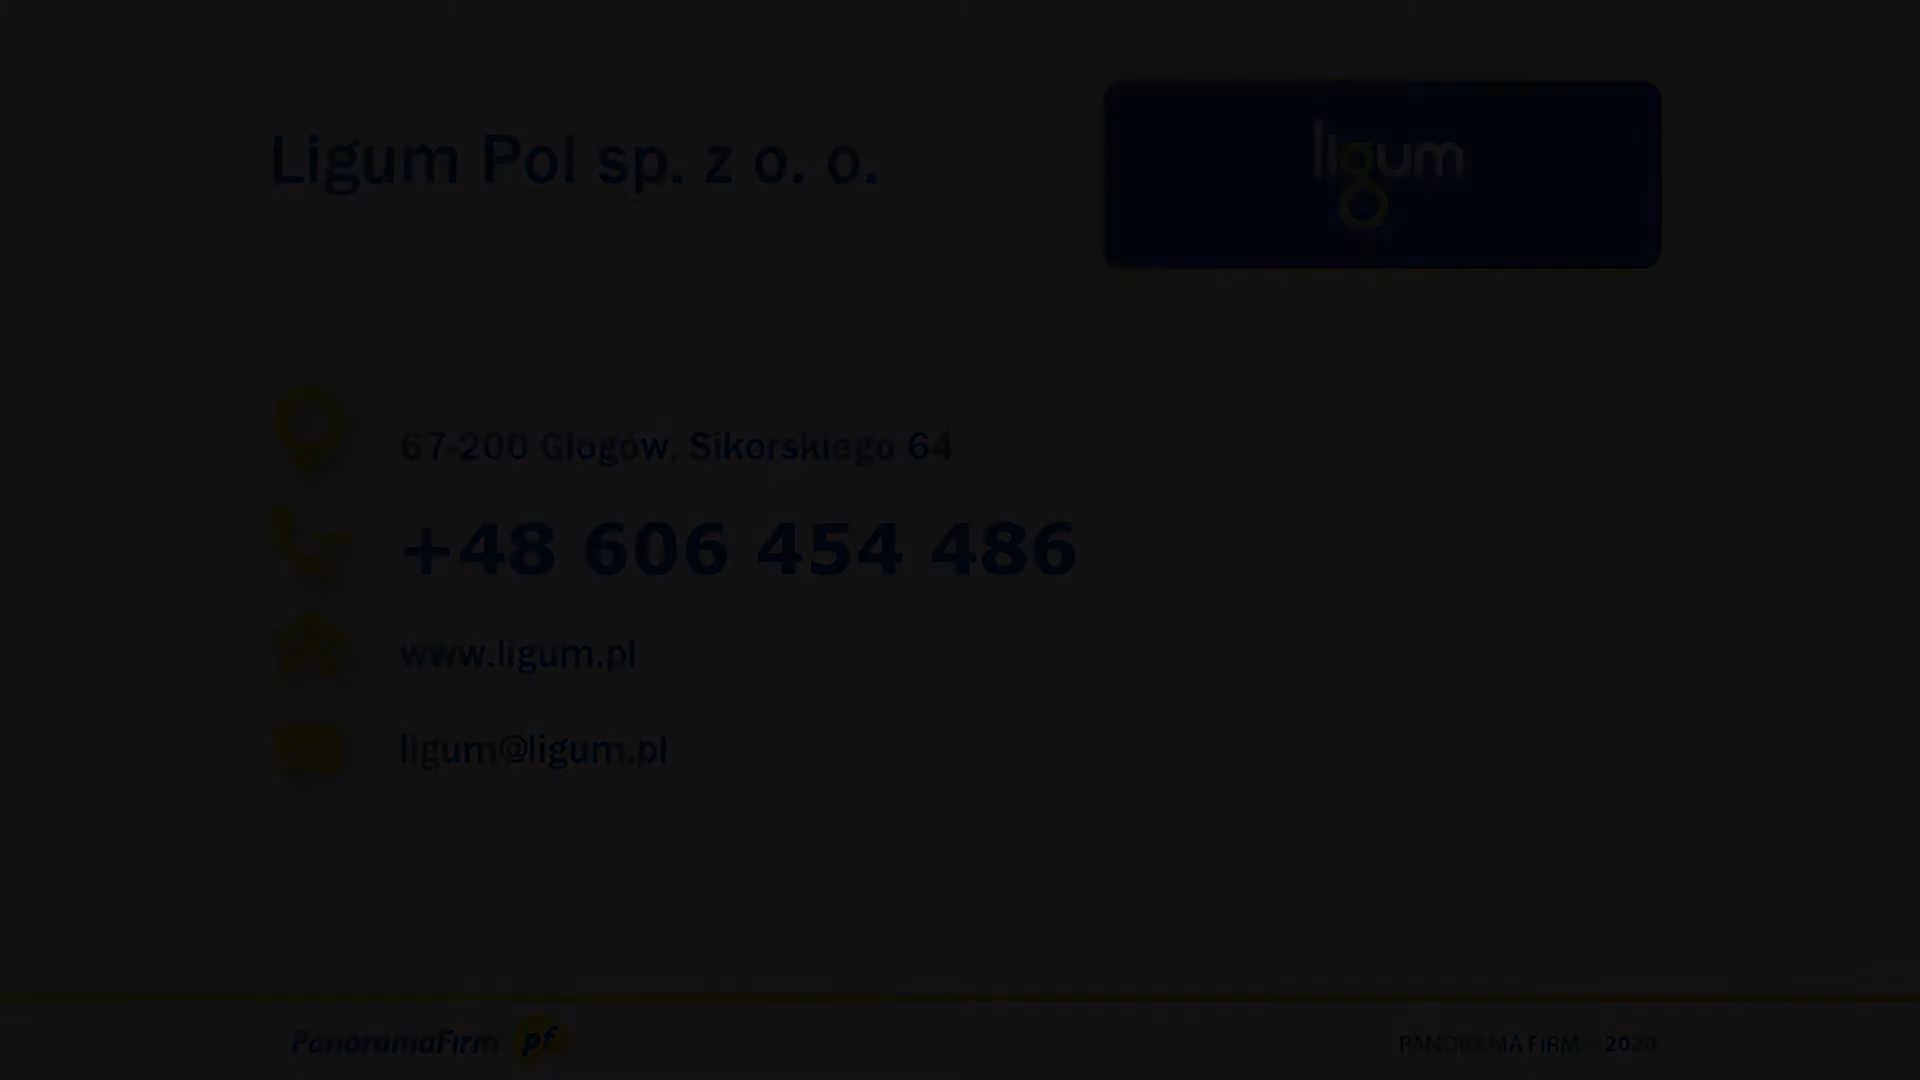 Ligum Pol sp. z o. o.
ligum
67-200 Glogów, Sikorskiego 64
+48 606 454 486
www.ligum.pl
ligum@ligum.pl
PanoramaFirm pf
PANORAMA FIRM 2020